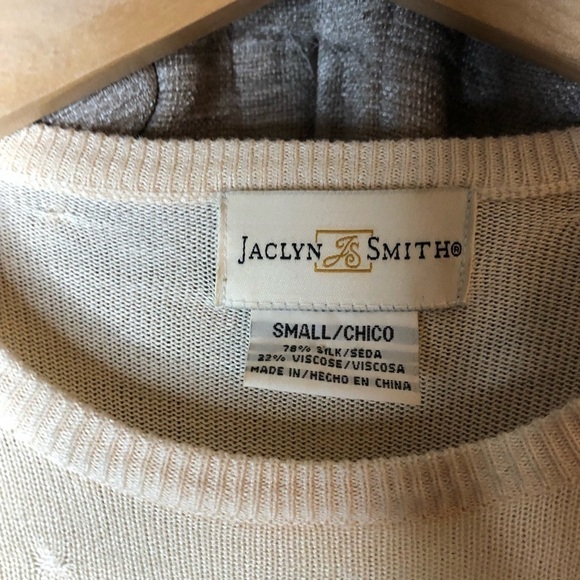 JACLYN JS SMITH®
SMALL/CHICO
78% SILK/SEDA
22% VISCOSE/VISCOSA
MADE IN/HECHO EN CHINA